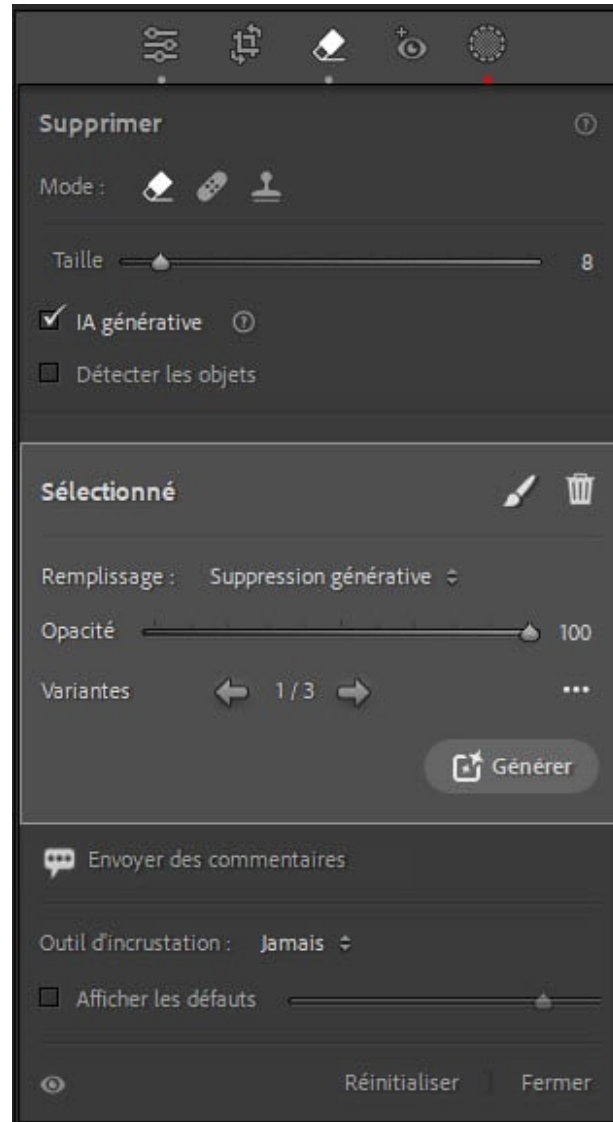 Supprimer
Mode :
Taille 8
IA générative
Détecter les objets
Sélectionné
Remplissage : Suppression générative
Opacité 100
Variantes 1 / 3 ...
Générer
Envoyer des commentaires
Outil d'incrustation : Jamais
Afficher les défauts
Réinitialiser Fermer